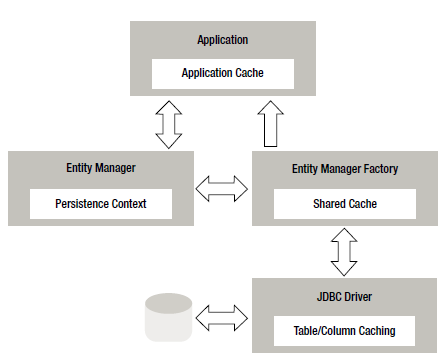 Application
Application Cache
Entity Manager
Persistence Context
Entity Manager Factory
Shared Cache
JDBC Driver
Table/Column Caching